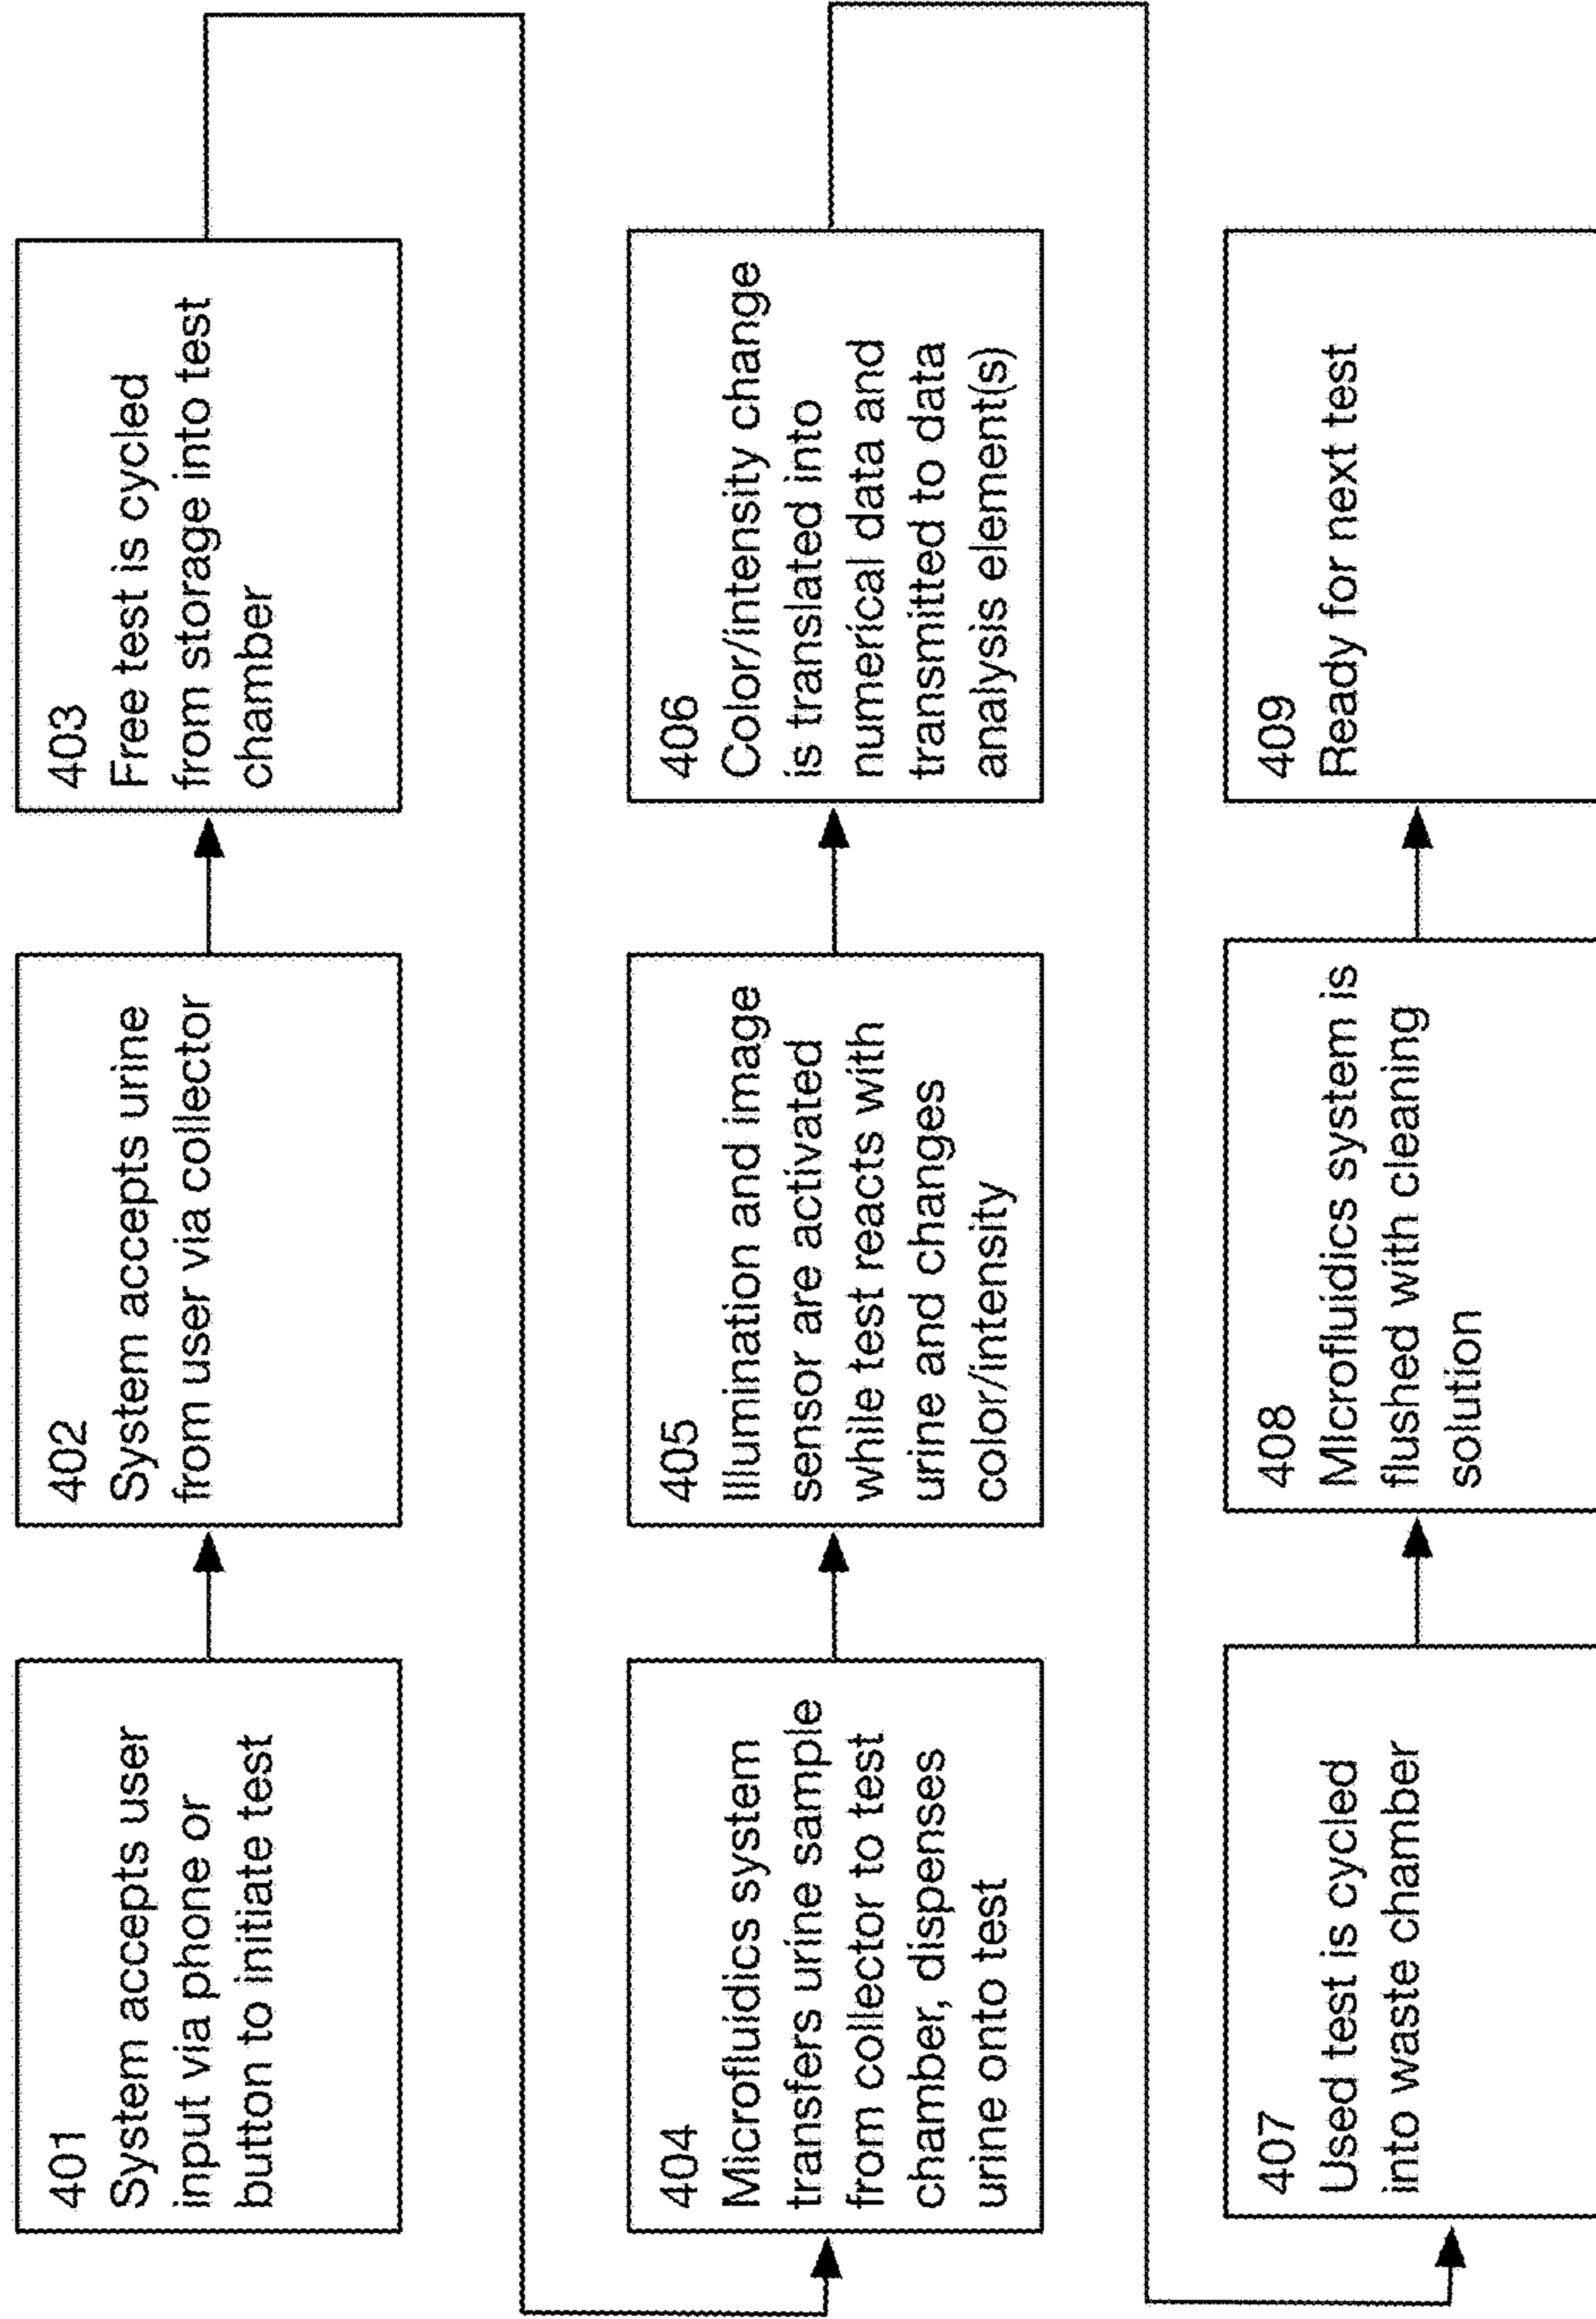 401
System accepts user
input via phone or
button to initiate test
402
System accepts urine
from user via collector
403
Free test is cycled
from storage into test
chamber
404
Microfluidics system
transfers urine sample
from collector to test
chamber, dispenses
urine onto test
405
Illumination and image
sensor are activated
while test reacts with
urine and changes
color/intensity
406
Color/intensity change
is translated into
numerical data and
transmitted to data
analysis element(s)
407
Used test is cycled
into waste chamber
408
Microfluidics system is
flushed with cleaning
solution
409
Ready for next test